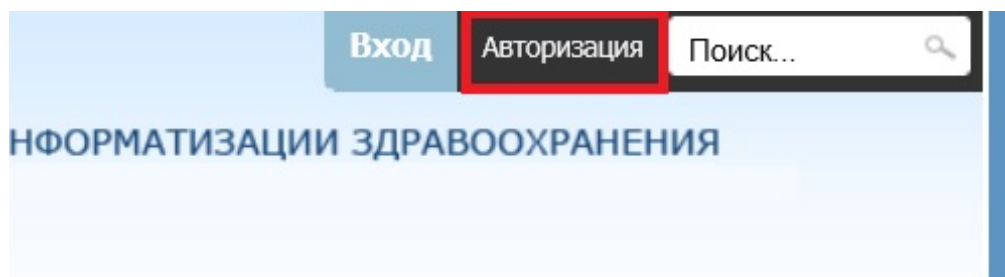 Вход Авторизация Поиск...
НФОРМАТИЗАЦИИ ЗДРАВООХРАНЕНИЯ